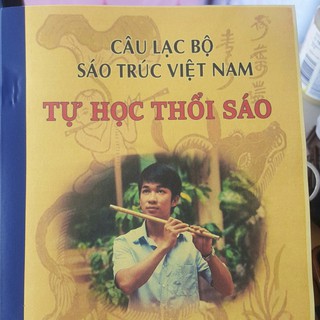 CÂU LẠC BỘ
SÁO TRÚC VIỆT NAM
TỰ HỌC THỔI SÁO